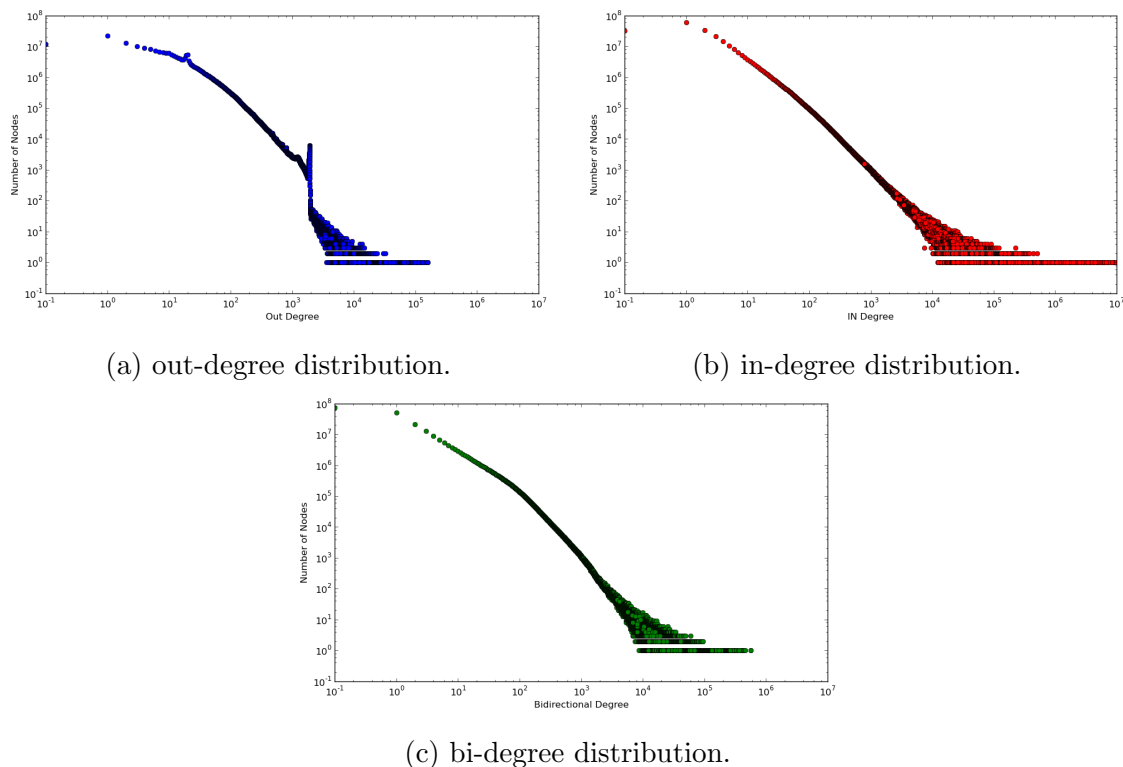 10^8
10^7
10^6
10^5
10^4
10^3
10^2
10^1
10^0
10^-1
Number of Nodes
10^-1 10^0 10^1 10^2 10^3 10^4 10^5 10^6 10^7
Out Degree
10^8
10^7
10^6
10^5
10^4
10^3
10^2
10^1
10^0
10^-1
Number of Nodes
10^-1 10^0 10^1 10^2 10^3 10^4 10^5 10^6 10^7
IN Degree
(a) out-degree distribution.
(b) in-degree distribution.
10^8
10^7
10^6
10^5
10^4
10^3
10^2
10^1
10^0
10^-1
Number of Nodes
10^-1 10^0 10^1 10^2 10^3 10^4 10^5 10^6 10^7
Bidirectional Degree
(c) bi-degree distribution.